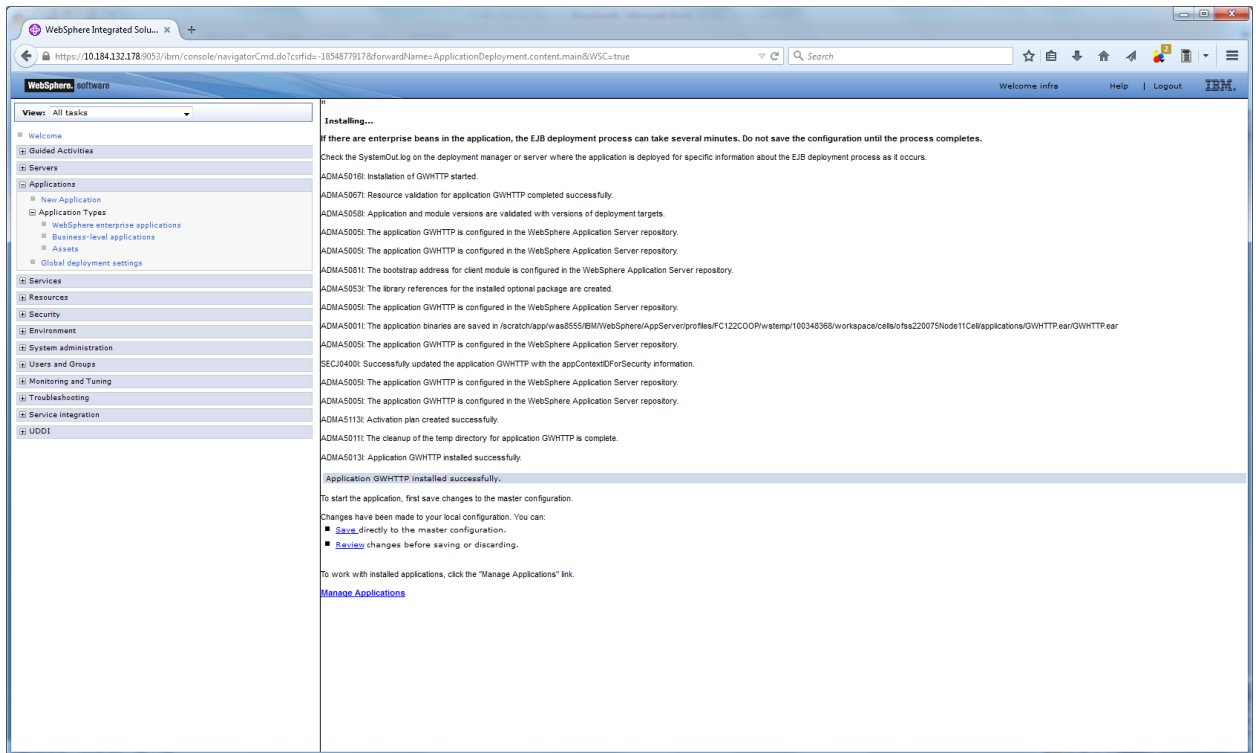 WebSphere Integrated Solu... ×
https://10.184.132.178:9053/ibm/console/navigatorCmd.do?csrfid=-1854877917&forwardName=ApplicationDeployment.content.main&WSC=true
Search
2
WebSphere. software
Welcome infra
Help | Logout
IBM.
View: All tasks
Welcome
Guided Activities
Servers
Applications
New Application
Application Types
WebSphere enterprise applications
Business-level applications
Assets
Global deployment settings
Services
Resources
Security
Environment
System administration
Users and Groups
Monitoring and Tuning
Troubleshooting
Service integration
UDDI
"
Installing...
If there are enterprise beans in the application, the EJB deployment process can take several minutes. Do not save the configuration until the process completes.
Check the SystemOut.log on the deployment manager or server where the application is deployed for specific information about the EJB deployment process as it occurs.
ADMA5016I: Installation of GWHTTP started.
ADMA5067I: Resource validation for application GWHTTP completed successfully.
ADMA5058I: Application and module versions are validated with versions of deployment targets.
ADMA5005I: The application GWHTTP is configured in the WebSphere Application Server repository.
ADMA5005I: The application GWHTTP is configured in the WebSphere Application Server repository.
ADMA5081I: The bootstrap address for client module is configured in the WebSphere Application Server repository.
ADMA5053I: The library references for the installed optional package are created.
ADMA5005I: The application GWHTTP is configured in the WebSphere Application Server repository.
ADMA5001I: The application binaries are saved in /scratch/app/was8555/IBM/WebSphere/AppServer/profiles/FC122COOP/wstemp/100348368/workspace/cells/ofss220075Node11Cell/applications/GWHTTP.ear/GWHTTP.ear
ADMA5005I: The application GWHTTP is configured in the WebSphere Application Server repository.
SECJ0400I: Successfully updated the application GWHTTP with the appContextIDForSecurity information.
ADMA5005I: The application GWHTTP is configured in the WebSphere Application Server repository.
ADMA5005I: The application GWHTTP is configured in the WebSphere Application Server repository.
ADMA5113I: Activation plan created successfully.
ADMA5011I: The cleanup of the temp directory for application GWHTTP is complete.
ADMA5013I: Application GWHTTP installed successfully.
Application GWHTTP installed successfully.
To start the application, first save changes to the master configuration.
Changes have been made to your local configuration. You can:
Save directly to the master configuration.
Review changes before saving or discarding.
To work with installed applications, click the "Manage Applications" link.
Manage Applications